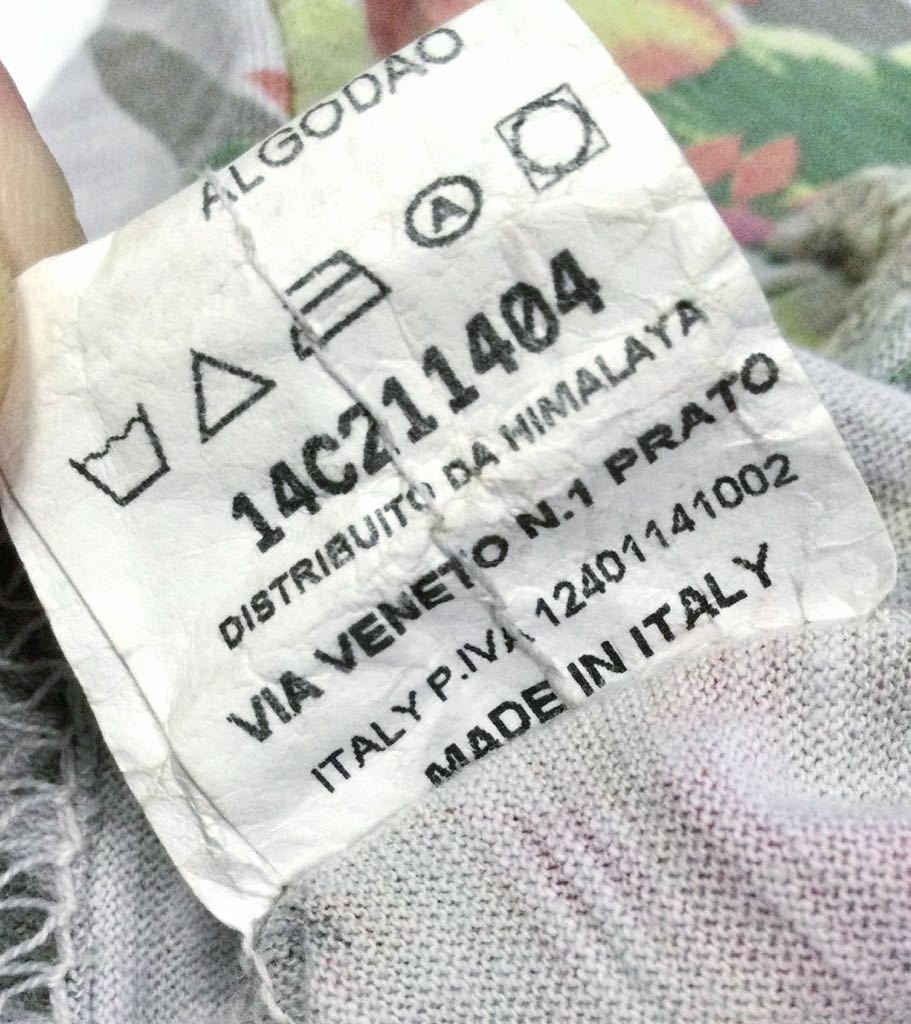 ALGODAO
A
14C211404
DISTRIBUITO DA HIMALAYA
VIA VENETO N.1 PRATO
ITALY P.IVA 12401141002
MADE IN ITALY